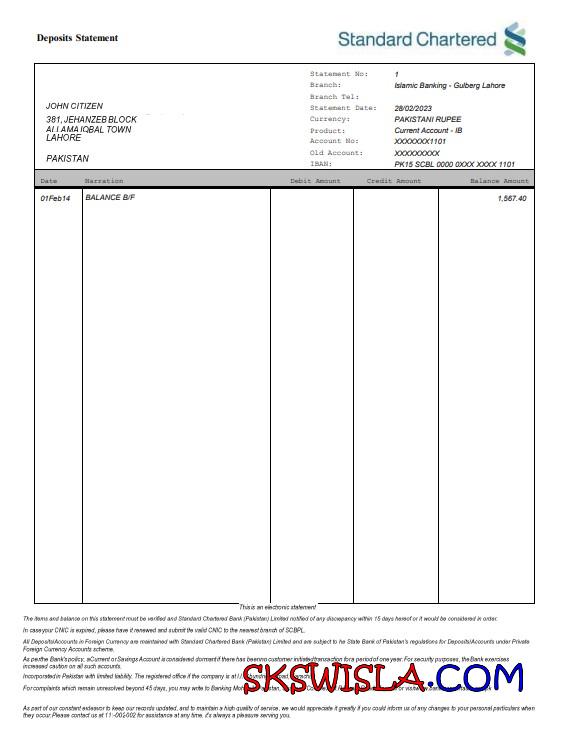 Deposits Statement
Standard Chartered
Statement No: 1
Branch: Islamic Banking - Gulberg Lahore
Branch Tel:
JOHN CITIZEN
Statement Date: 28/02/2023
381, JEHANZEB BLOCK
Currency: PAKISTANI RUPEE
ALLAMA IQBAL TOWN
Product: Current Account - IB
LAHORE
Account No: XXXXXXX1101
Old Account: XXXXXXXXX
PAKISTAN
IBAN: PK15 SCBL 0000 0XXX XXXX 1101
Date Narration Debit Amount Credit Amount Balance Amount
01Feb14 BALANCE B/F 1,567.40
This is an electronic statement
The items and balance on this statement must be verified and Standard Chartered Bank (Pakistan) Limited notified of any discrepancy within 15 days hereof or it would be considered in order.
In case your CNIC is expired, please have it renewed and submit the valid CNIC to the nearest branch of SCBPL.
All Deposits/Accounts in Foreign Currency are maintained with Standard Chartered Bank (Pakistan) Limited and are subject to he State Bank of Pakistan's regulations for Deposits/Accounts under Private
Foreign Currency Accounts scheme.
As per the Bank's policy, a Current or Savings Account is considered dormant if there has been no customer initiated transaction for a period of one year. For security purposes, the Bank exercises
increased caution on all such accounts.
Incorporated in Pakistan with limited liability. The registered office if the company is at I.I. Road,
For complaints which remain unresolved beyond 45 days, you may write to Banking
SKSWISLA.COM
As part of our constant endeavor to keep our records updated, and to maintain a high quality of service, we would appreciate it greatly if you could inform us of any changes to your personal particulars when
they occur. Please contact us at 11:-002-002 for assistance at any time, it's always a pleasure serving you.